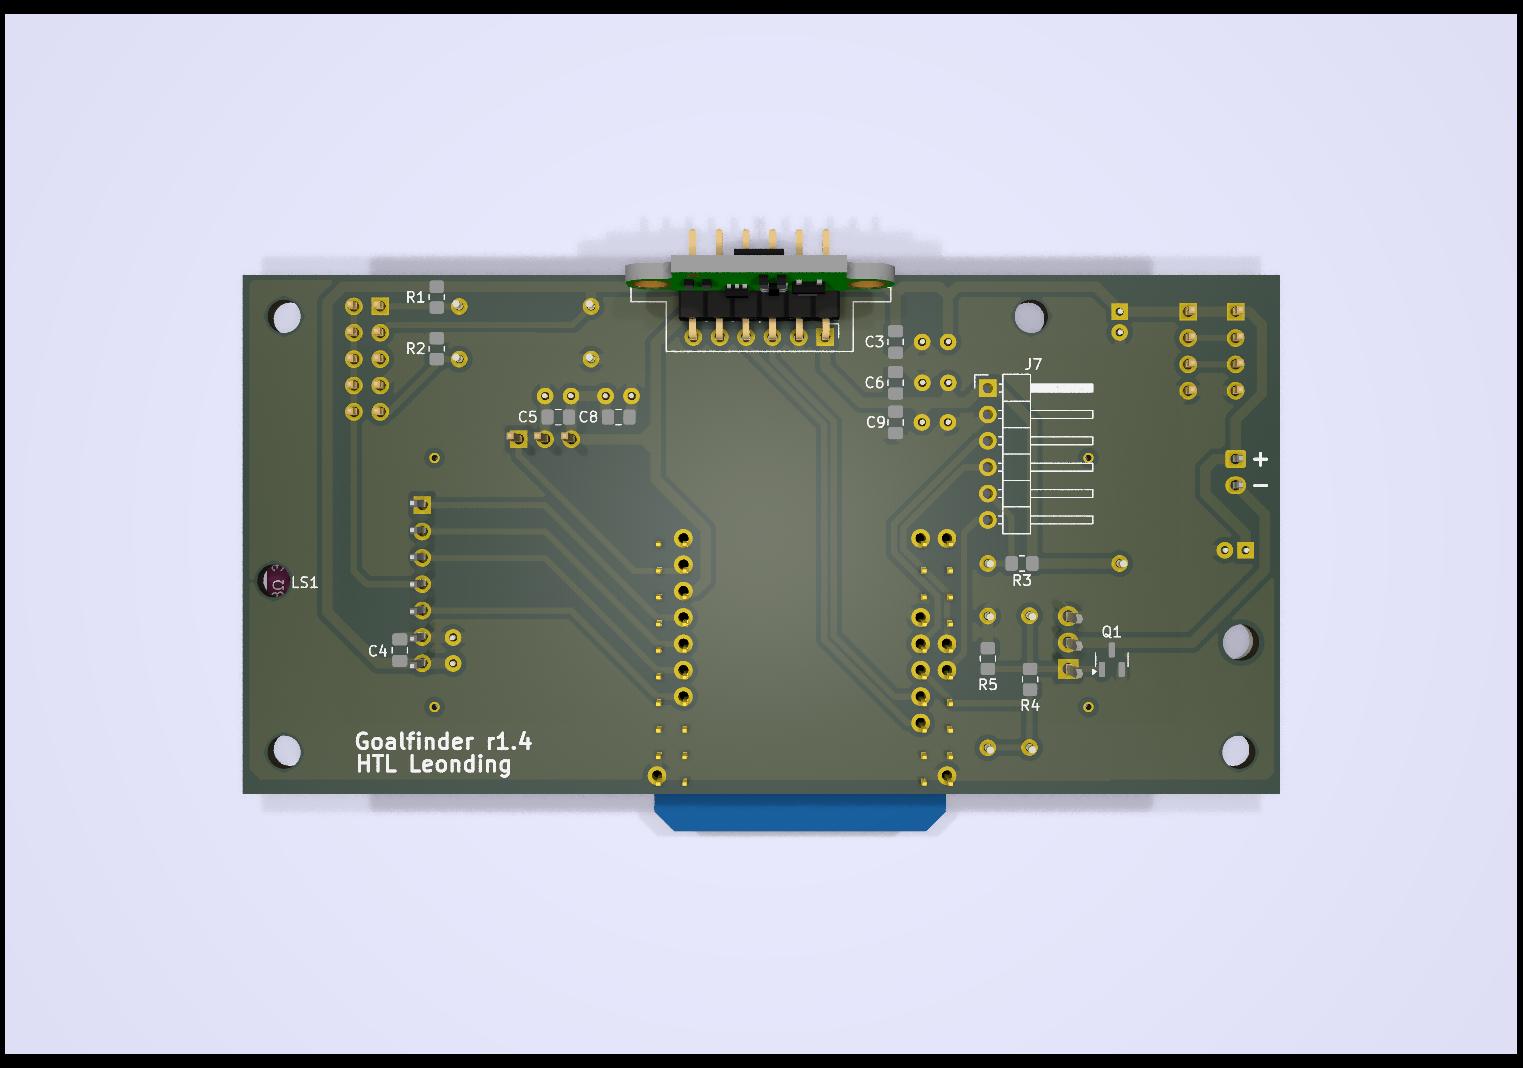 R1
R2
C3
J7
C6
C5
C8
C9
+
−
R3
LS1
Q1
C4
R5
R4
Goalfinder r1.4
HTL Leonding